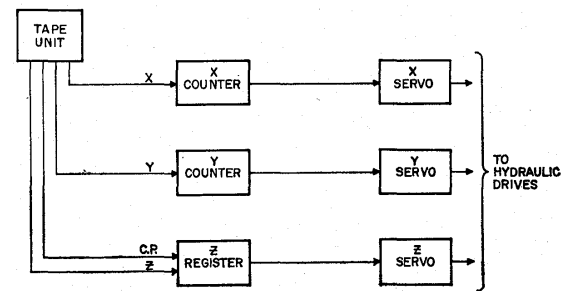 TAPE
UNIT
X
X
COUNTER
X
SERVO
Y
Y
COUNTER
Y
SERVO
TO
HYDRAULIC
DRIVES
C.P.
Z
Z
REGISTER
Z
SERVO